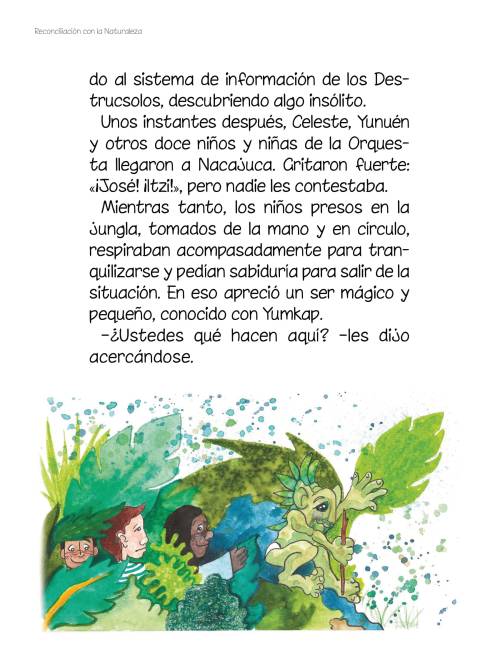 Reconciliación con la Naturaleza
do al sistema de información de los Des-
trucsolos, descubriendo algo insólito.
Unos instantes después, Celeste, Yunuén
y otros doce niños y niñas de la Orques-
ta llegaron a Nacajuca. Gritaron fuerte:
«¡José! ¡Itzi!», pero nadie les contestaba.
Mientras tanto, los niños presos en la
jungla, tomados de la mano y en círculo,
respiraban acompasadamente para tran-
quilizarse y pedían sabiduría para salir de la
situación. En eso apreció un ser mágico y
pequeño, conocido con Yumkap.
–¿Ustedes qué hacen aquí? –les dijo
acercándose.